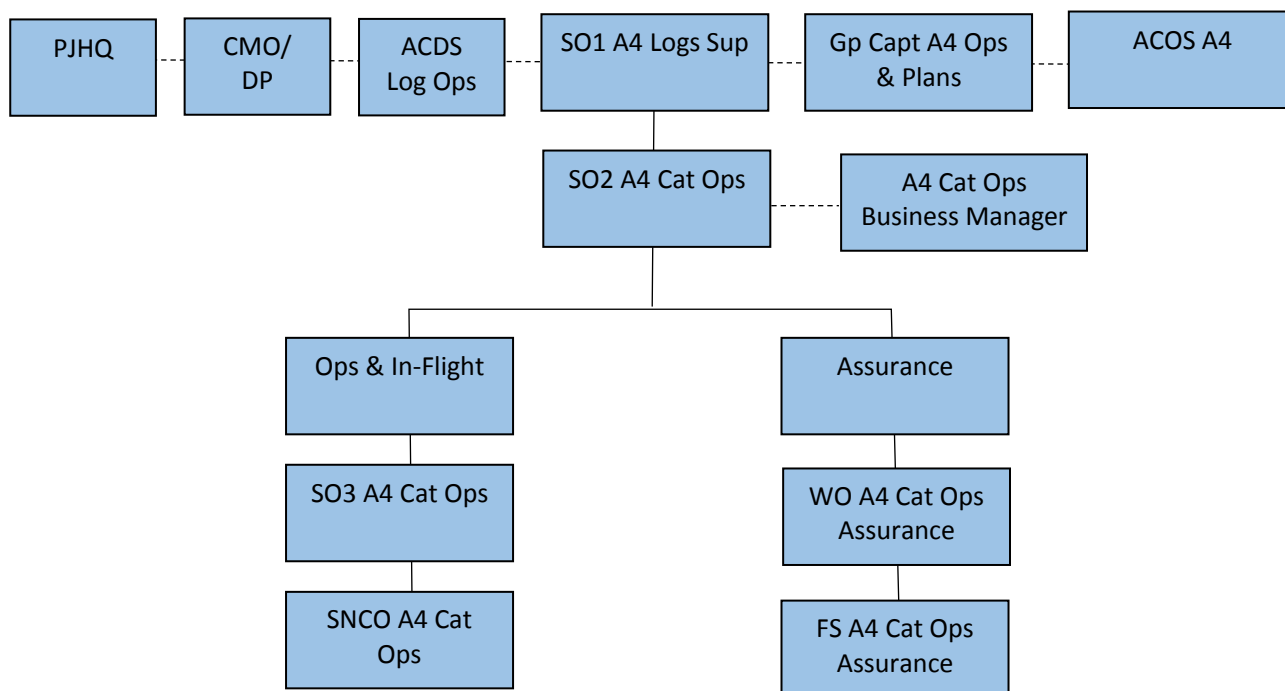 PJHQ
CMO/
DP
ACDS
Log Ops
SO1 A4 Logs Sup
Gp Capt A4 Ops
& Plans
ACOS A4
SO2 A4 Cat Ops
A4 Cat Ops
Business Manager
Ops & In-Flight
Assurance
SO3 A4 Cat Ops
WO A4 Cat Ops
Assurance
SNCO A4 Cat
Ops
FS A4 Cat Ops
Assurance